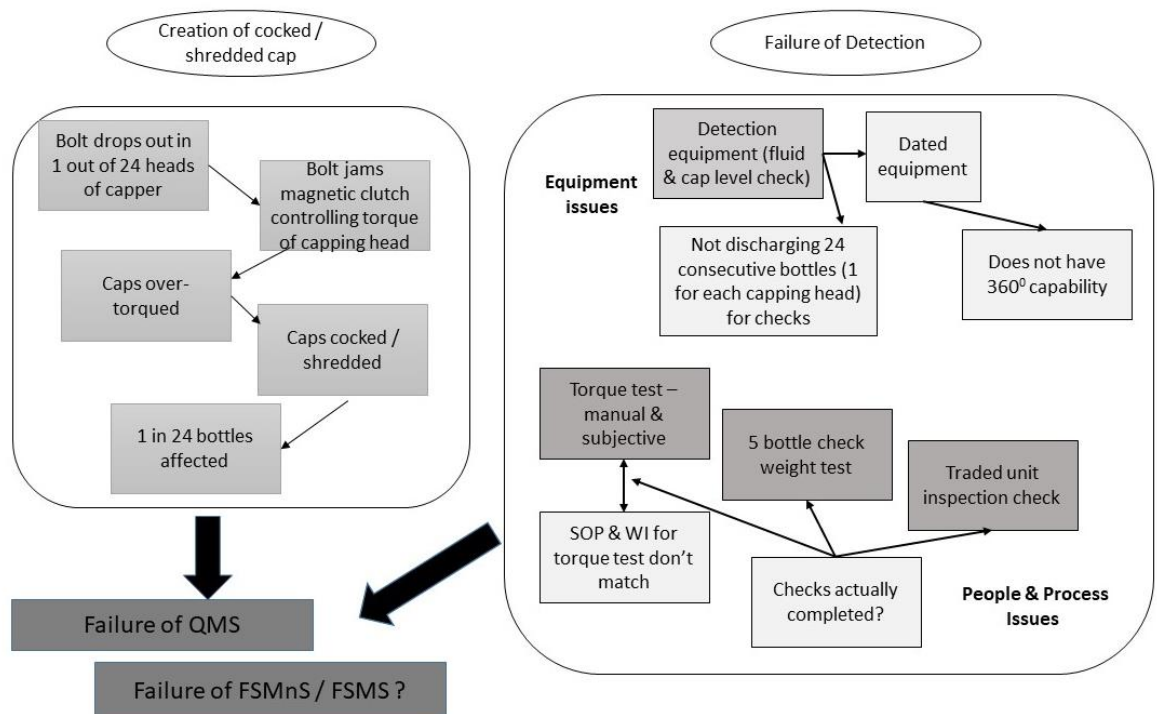 Creation of cocked /
shredded cap
Bolt drops out in
1 out of 24 heads
of capper
Bolt jams
magnetic clutch
controlling torque
of capping head
Caps over-
torqued
Caps cocked /
shredded
1 in 24 bottles
affected
Failure of QMS
Failure of FSMnS / FSMS ?
Failure of Detection
Equipment
issues
Detection
equipment (fluid
& cap level check)
Dated
equipment
Not discharging 24
consecutive bottles (1
for each capping head)
for checks
Does not have
360⁰ capability
Torque test –
manual &
subjective
5 bottle check
weight test
Traded unit
inspection check
SOP & WI for
torque test don’t
match
Checks actually
completed?
People & Process
Issues